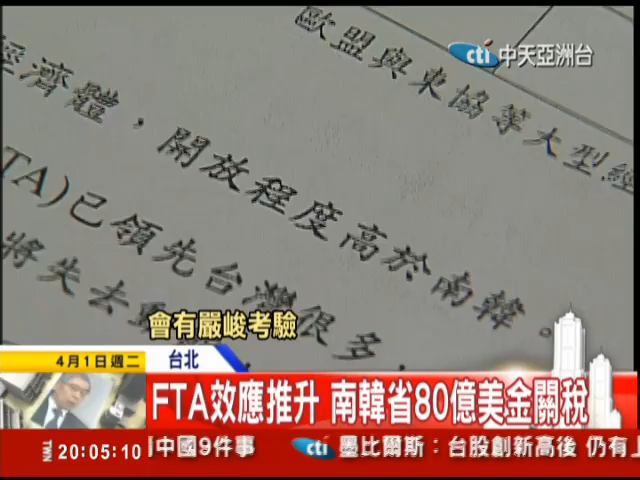 歐盟與東協等大型經
cti 中天亞洲台
經濟體，開放程度高於南韓。
TA)已領先台灣很多，
將失去
會有嚴峻考驗
4月1日週二 台北
FTA效應推升 南韓省80億美金關稅
TWN 20:05:10 中國9件事 cti 墨比爾斯：台股創新高後 仍有上